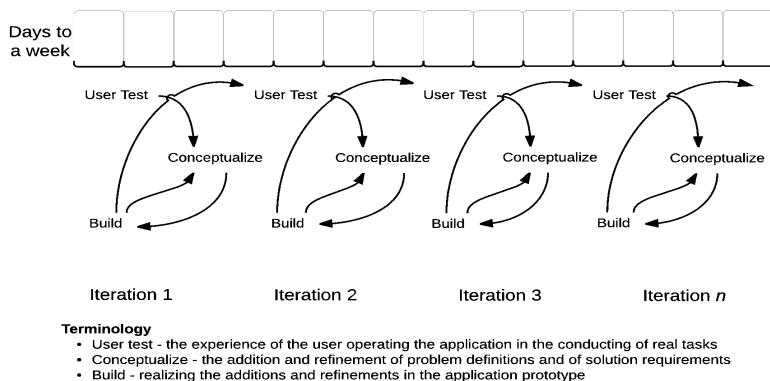 Days to
a week
User Test User Test User Test User Test
Conceptualize Conceptualize Conceptualize Conceptualize
Build Build Build Build
Iteration 1 Iteration 2 Iteration 3 Iteration n
Terminology
• User test - the experience of the user operating the application in the conducting of real tasks
• Conceptualize - the addition and refinement of problem definitions and of solution requirements
• Build - realizing the additions and refinements in the application prototype